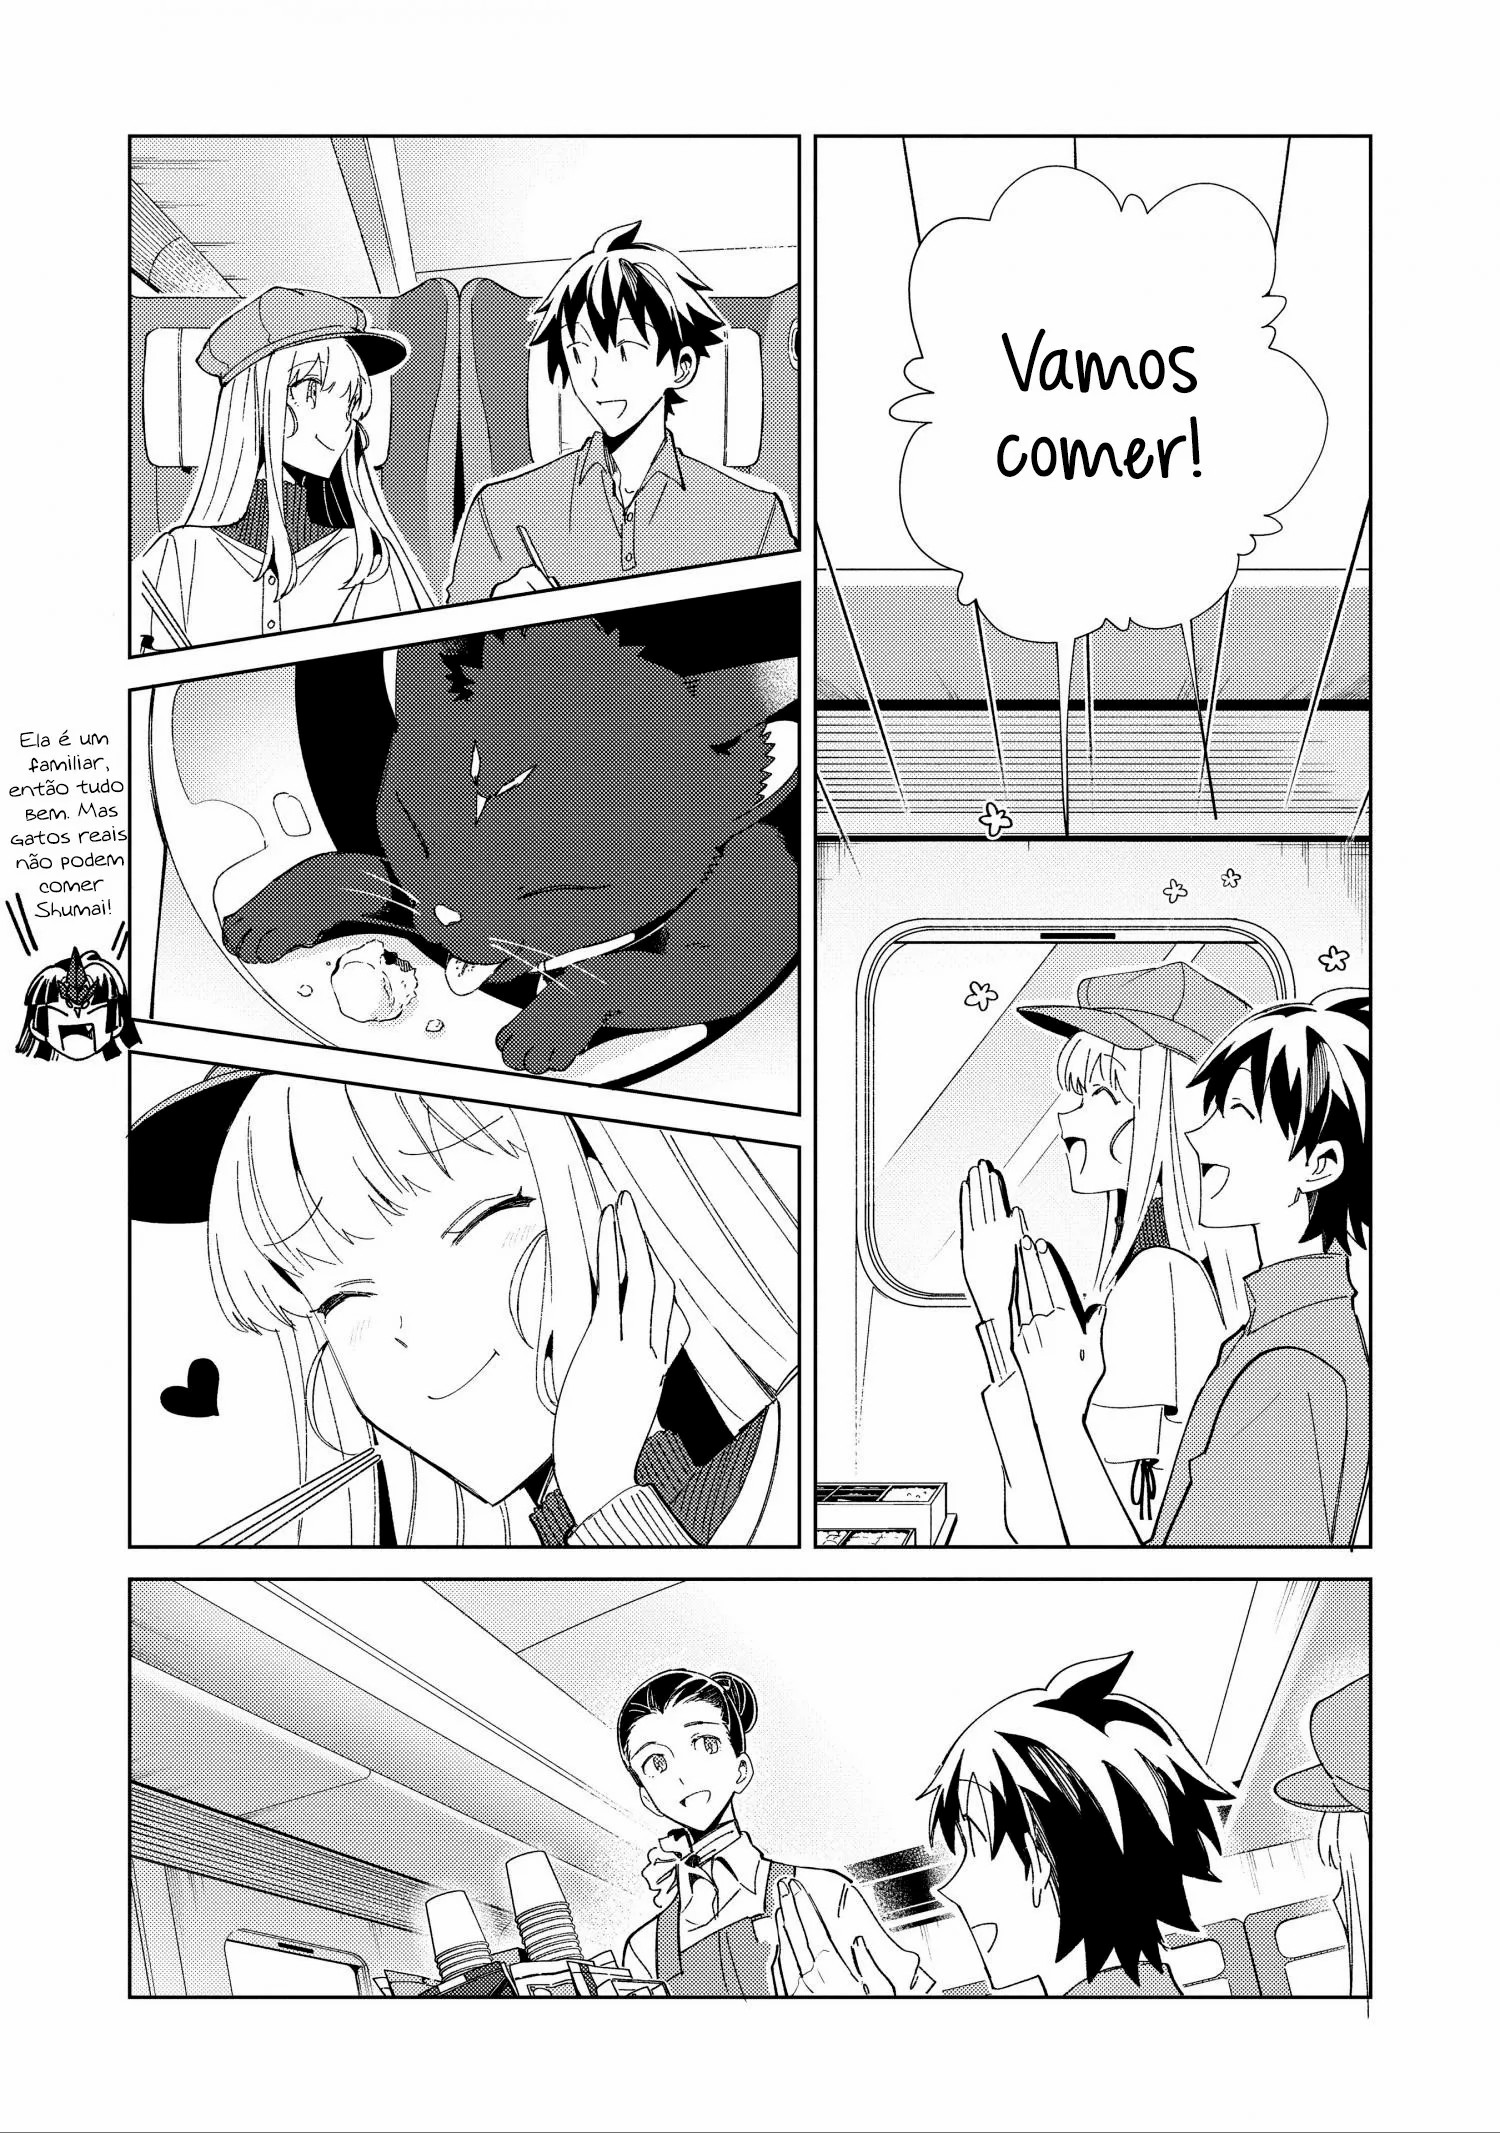 Vamos
comer!
Ela é um
familiar,
então tudo
bem. Mas
gatos reais
não podem
comer
Shumai!